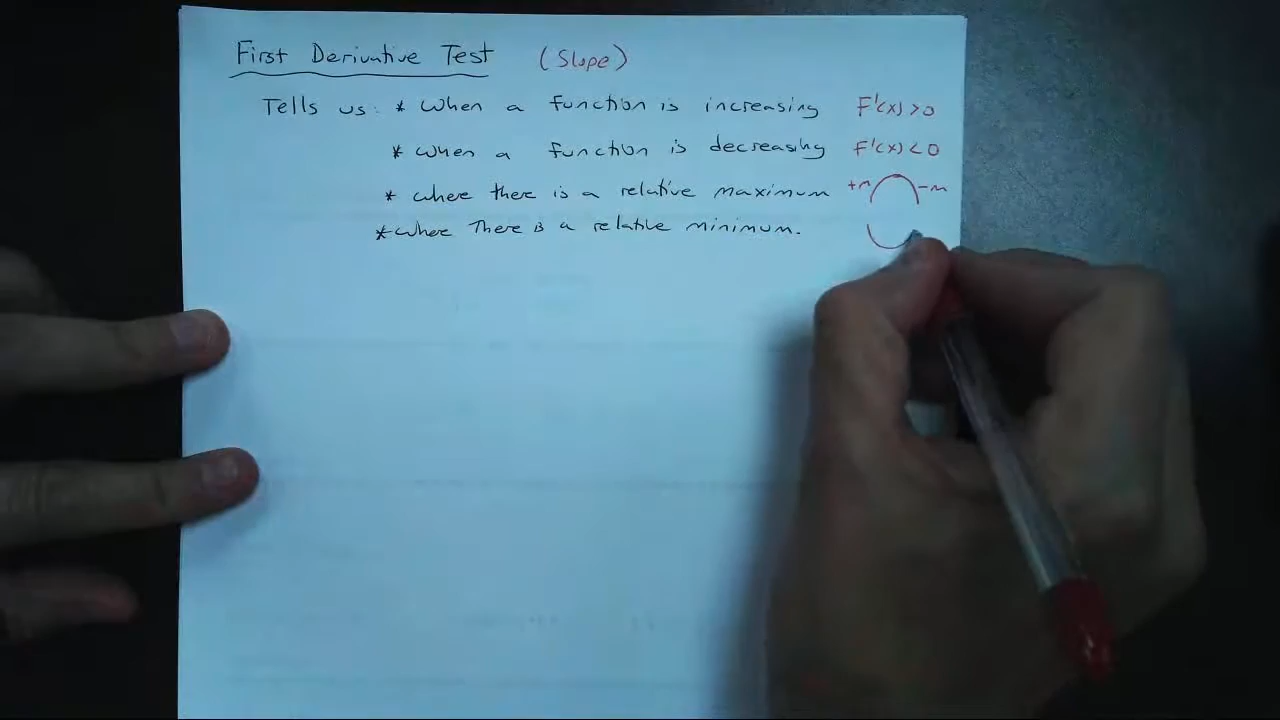 First Derivative Test (Slope)
Tells us: * when a function is increasing F'(x) > 0
* when a function is decreasing F'(x) < 0
* where there is a relative maximum +m -m
* where there is a relative minimum.